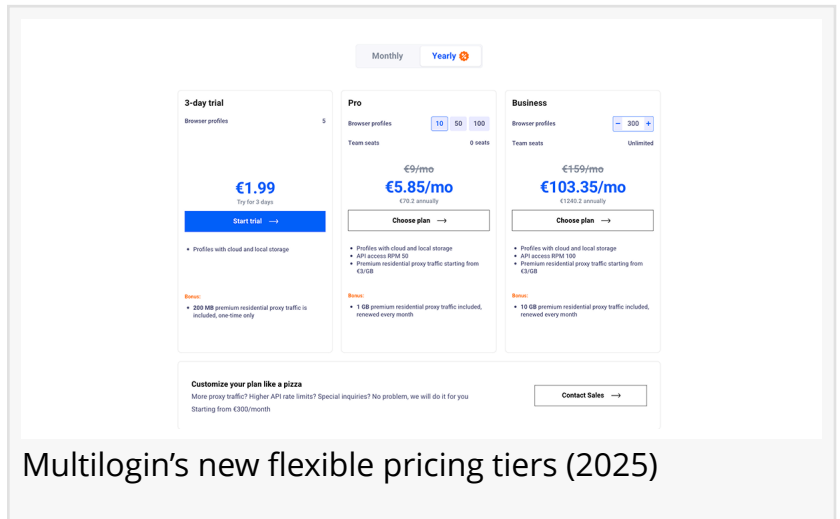 Monthly
Yearly
3-day trial
Browser profiles 5
€1.99
Try for 3 days
Start trial →
• Profiles with cloud and local storage
Bonus:
• 200 MB premium residential proxy traffic is
included, one-time only
Pro
Browser profiles 10 50 100
Team seats 0 seats
€9/mo
€5.85/mo
€70.2 annually
Choose plan →
• Profiles with cloud and local storage
• API access RPM 50
• Premium residential proxy traffic starting from
€3/GB
Bonus:
• 1 GB premium residential proxy traffic included,
renewed every month
Business
Browser profiles − 300 +
Team seats Unlimited
€159/mo
€103.35/mo
€1240.2 annually
Choose plan →
• Profiles with cloud and local storage
• API access RPM 100
• Premium residential proxy traffic starting from
€3/GB
Bonus:
• 10 GB premium residential proxy traffic included,
renewed every month
Customize your plan like a pizza
More proxy traffic? Higher API rate limits? Special inquiries? No problem, we will do it for you
Starting from €300/month
Contact Sales →
Multilogin's new flexible pricing tiers (2025)